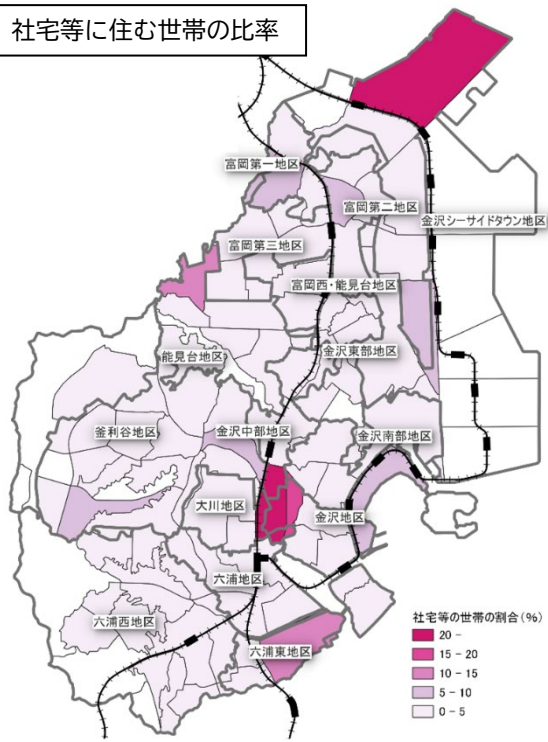 社宅等に住む世帯の比率
富岡第一地区
富岡第二地区
金沢シーサイドタウン地区
富岡第三地区
富岡西・能見台地区
金沢東部地区
能見台地区
釜利谷地区
金沢中部地区
金沢南部地区
大川地区
金沢地区
六浦地区
六浦西地区
六浦東地区
社宅等の世帯の割合(%)
20 -
15 - 20
10 - 15
5 - 10
0 - 5